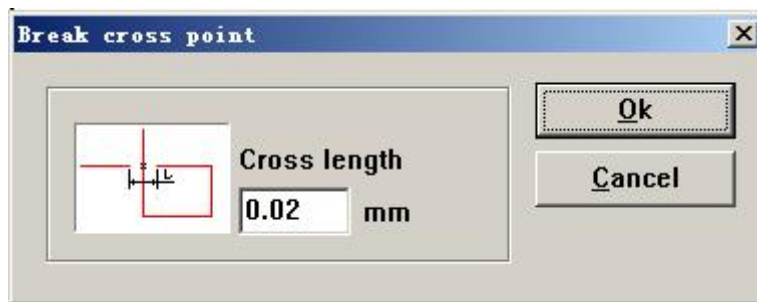 Break cross point
Ok
Cross length
Cancel
0.02 mm
L